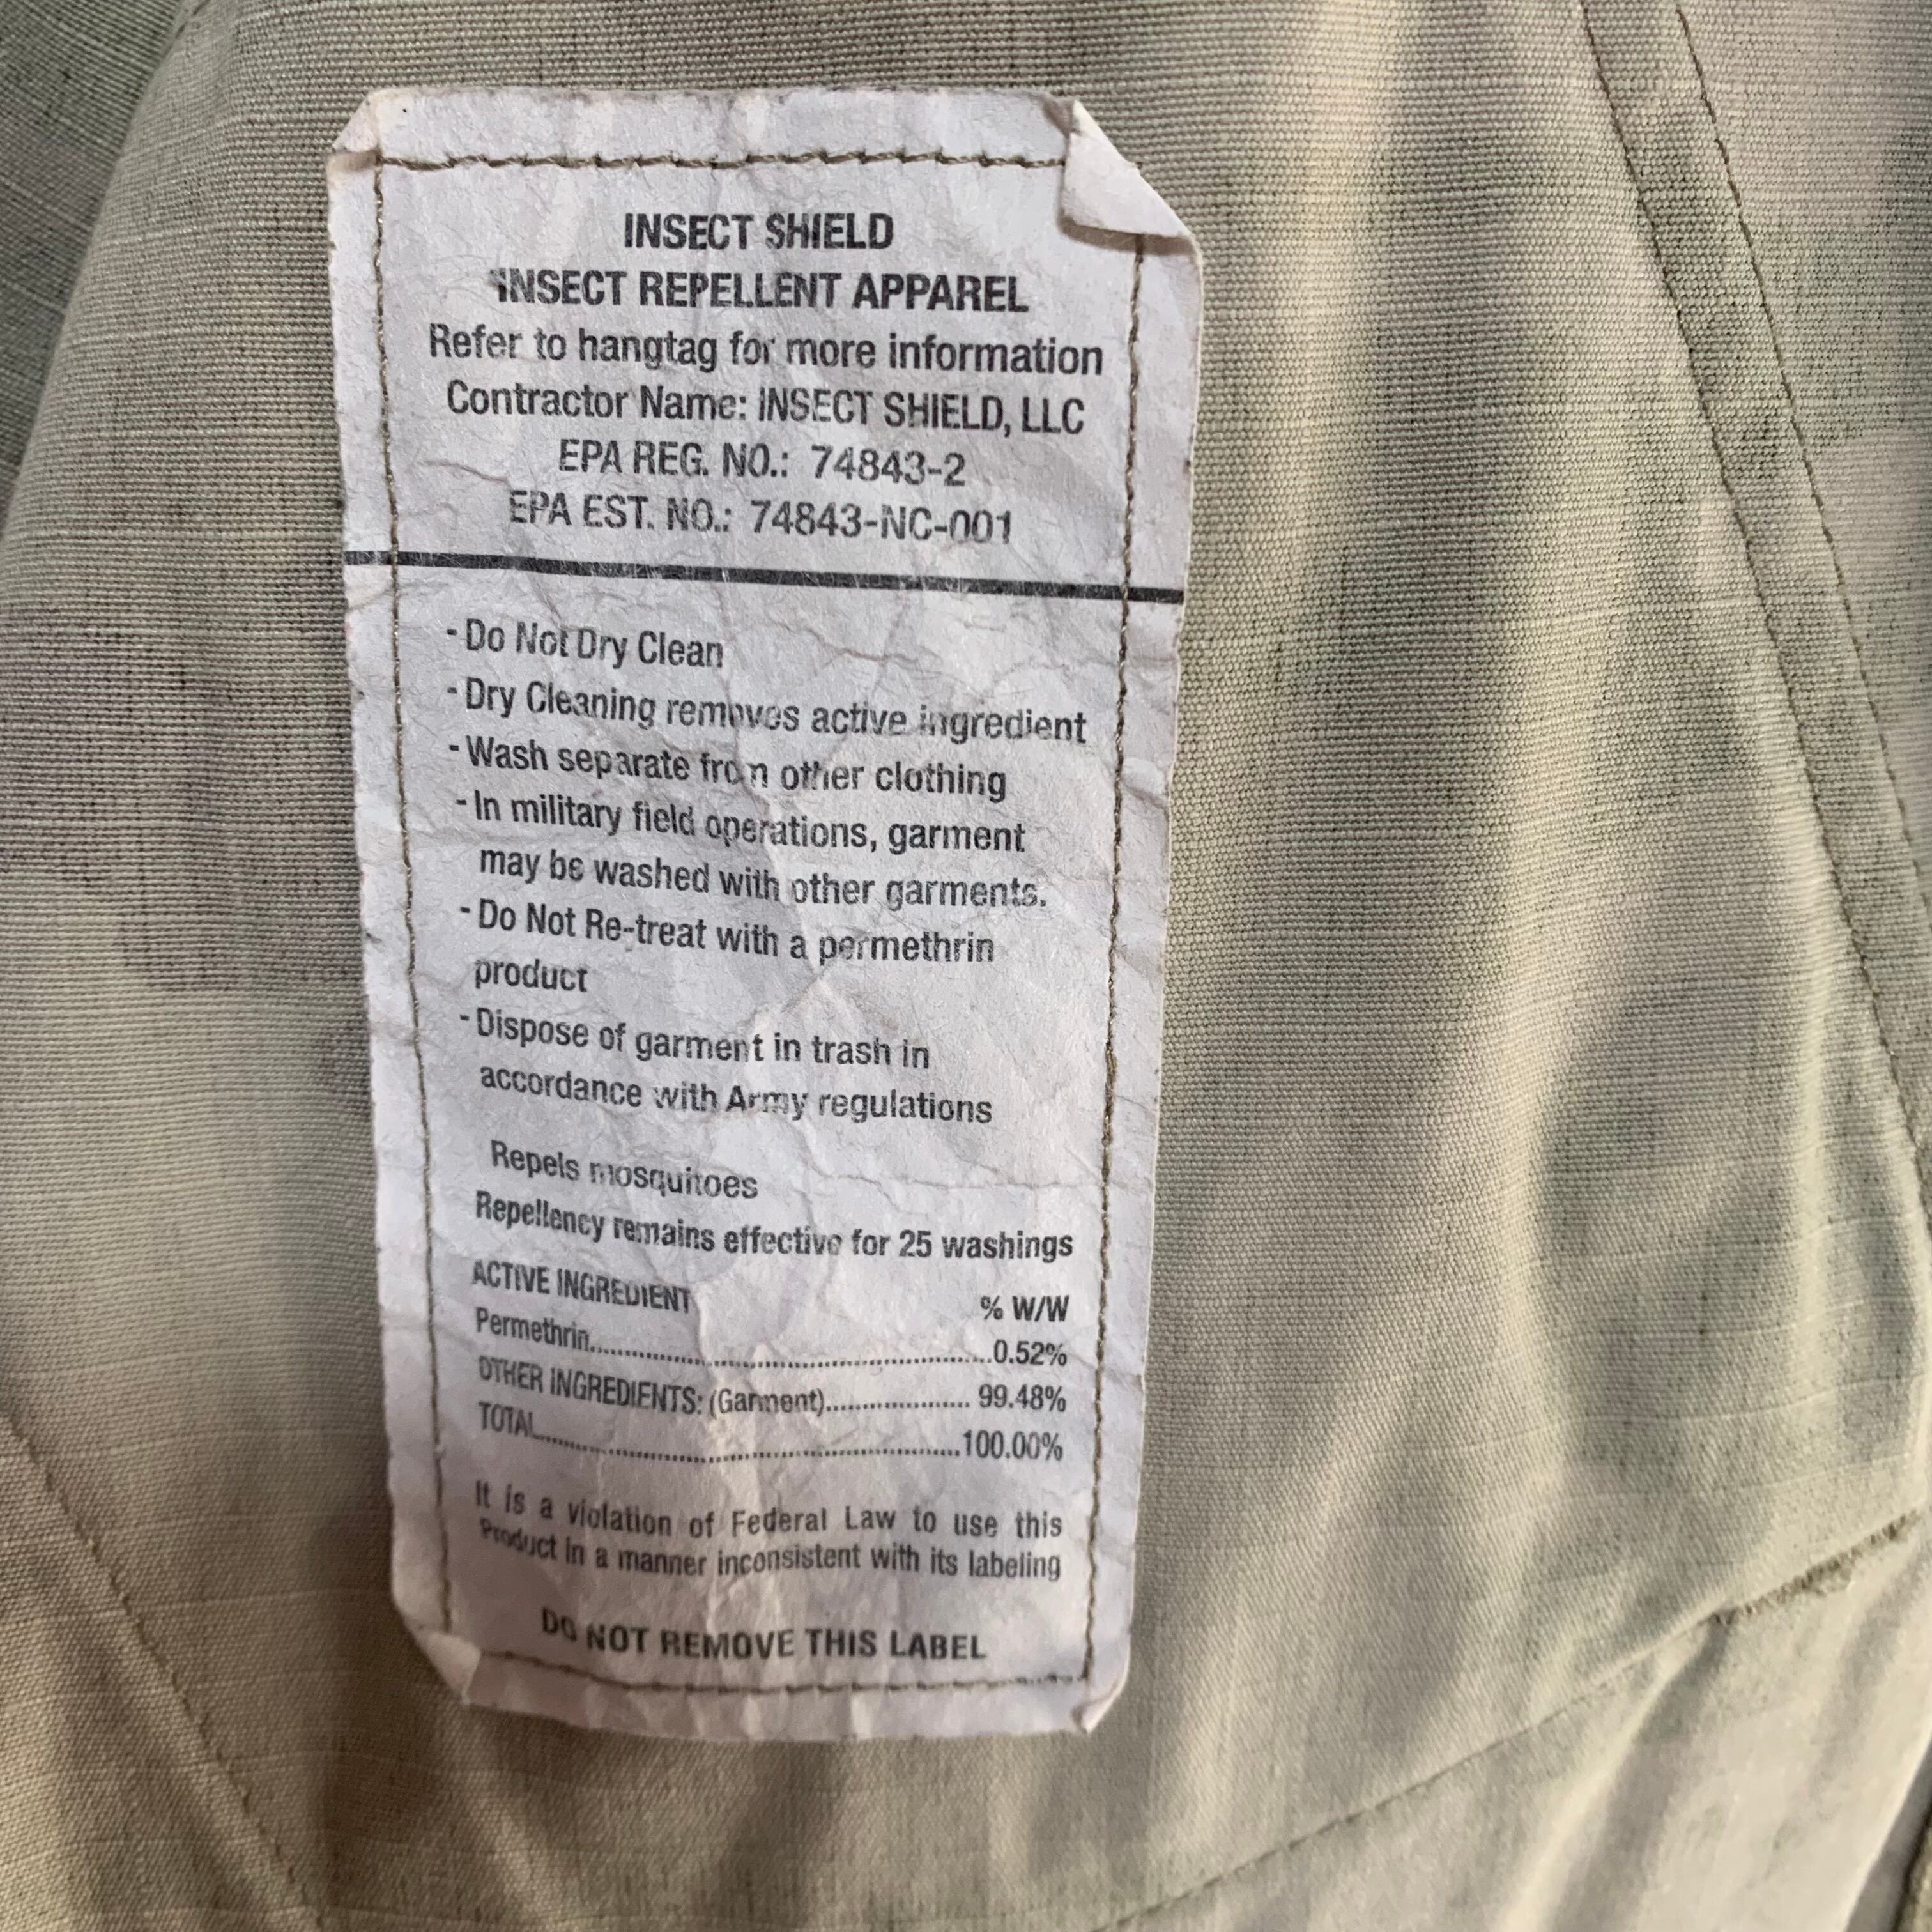 INSECT SHIELD
INSECT REPELLENT APPAREL
Refer to hangtag for more information
Contractor Name: INSECT SHIELD, LLC
EPA REG. NO.: 74843-2
EPA EST. NO.: 74843-NC-001
- Do Not Dry Clean
- Dry Cleaning removes active ingredient
- Wash separate from other clothing
- In military field operations, garment
may be washed with other garments.
- Do Not Re-treat with a permethrin
product
- Dispose of garment in trash in
accordance with Army regulations
Repels mosquitoes
Repellency remains effective for 25 washings
ACTIVE INGREDIENT % W/W
Permethrin..........0.52%
OTHER INGREDIENTS: (Garment).......... 99.48%
TOTAL..........100.00%
It is a violation of Federal Law to use this
Product in a manner inconsistent with its labeling
DO NOT REMOVE THIS LABEL